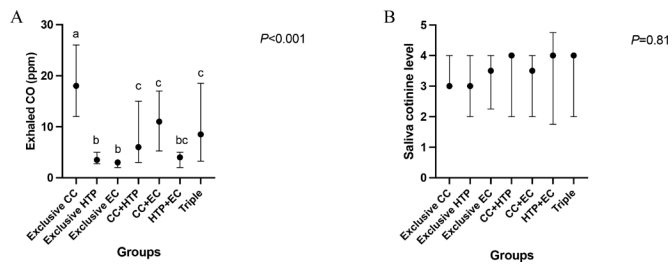 A
P<0.001
a
b
b
c
c
bc
c
Exhaled CO (ppm)
30
20
10
0
Exclusive CC
Exclusive HTP
Exclusive EC
CC+HTP
CC+EC
HTP+EC
Triple
Groups
B
P=0.81
Saliva cotinine level
5
4
3
2
1
0
Exclusive CC
Exclusive HTP
Exclusive EC
CC+HTP
CC+EC
HTP+EC
Triple
Groups